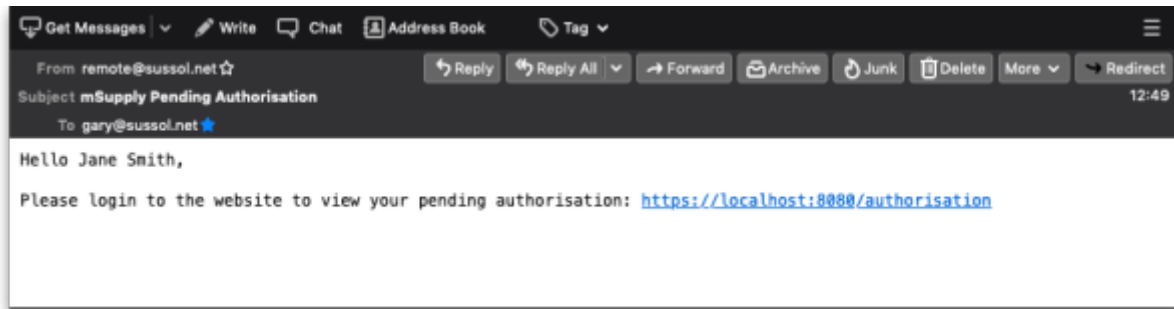 Get Messages Write Chat Address Book Tag
From remote@sussol.net Reply Reply All Forward Archive Junk Delete More Redirect
Subject mSupply Pending Authorisation 12:49
To gary@sussol.net
Hello Jane Smith,
Please login to the website to view your pending authorisation: https://localhost:8080/authorisation